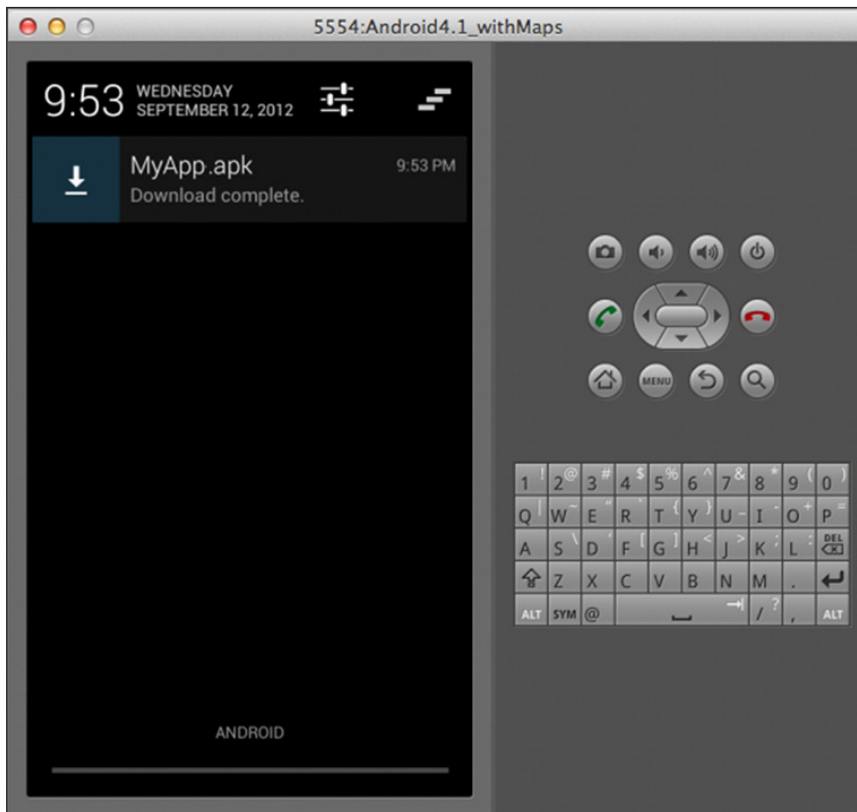 5554:Android4.1_withMaps
9:53 WEDNESDAY
SEPTEMBER 12, 2012
MyApp.apk 9:53 PM
Download complete.
ANDROID
MENU
1 ! 2 @ 3 # 4 $ 5 % 6 ^ 7 & 8 * 9 ( 0 )
Q | W ~ E " R ` T { Y } U _ I - O + P =
A S \ D ' F [ G ] H < J > K ; L : DEL
Z X C V B N M .
ALT SYM @ / ? , ALT